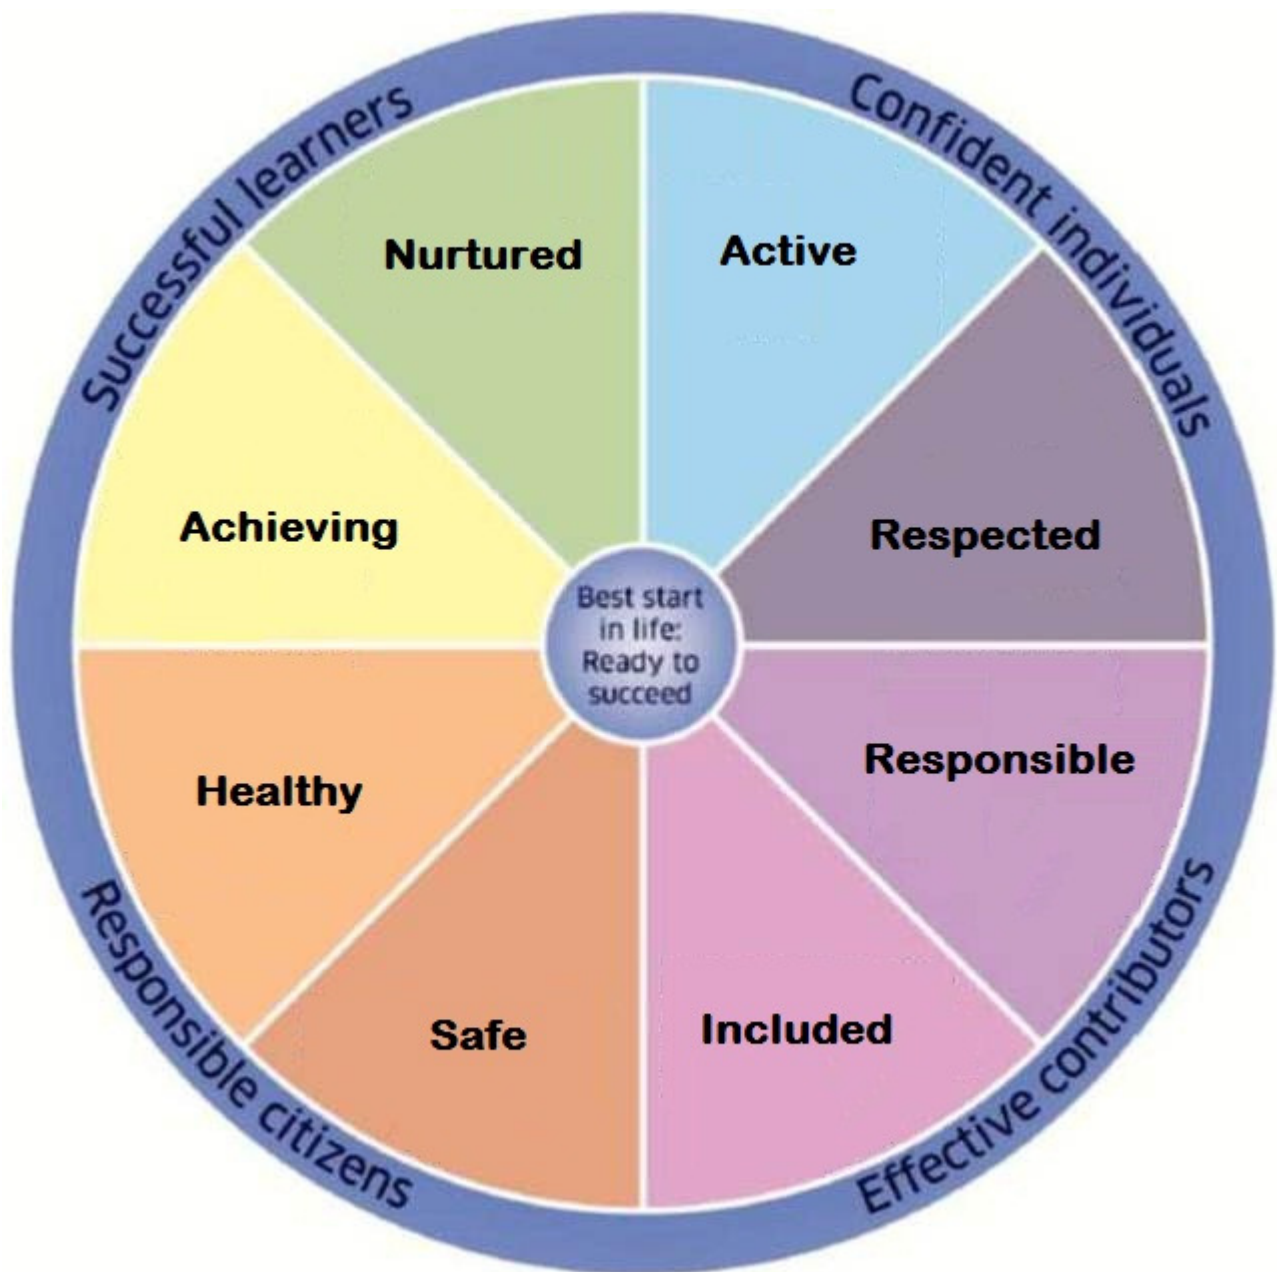 Successful learners
Confident individuals
Nurtured
Active
Achieving
Respected
Best start
in life:
Ready to
succeed
Healthy
Responsible
Safe
Included
Responsible citizens
Effective contributors